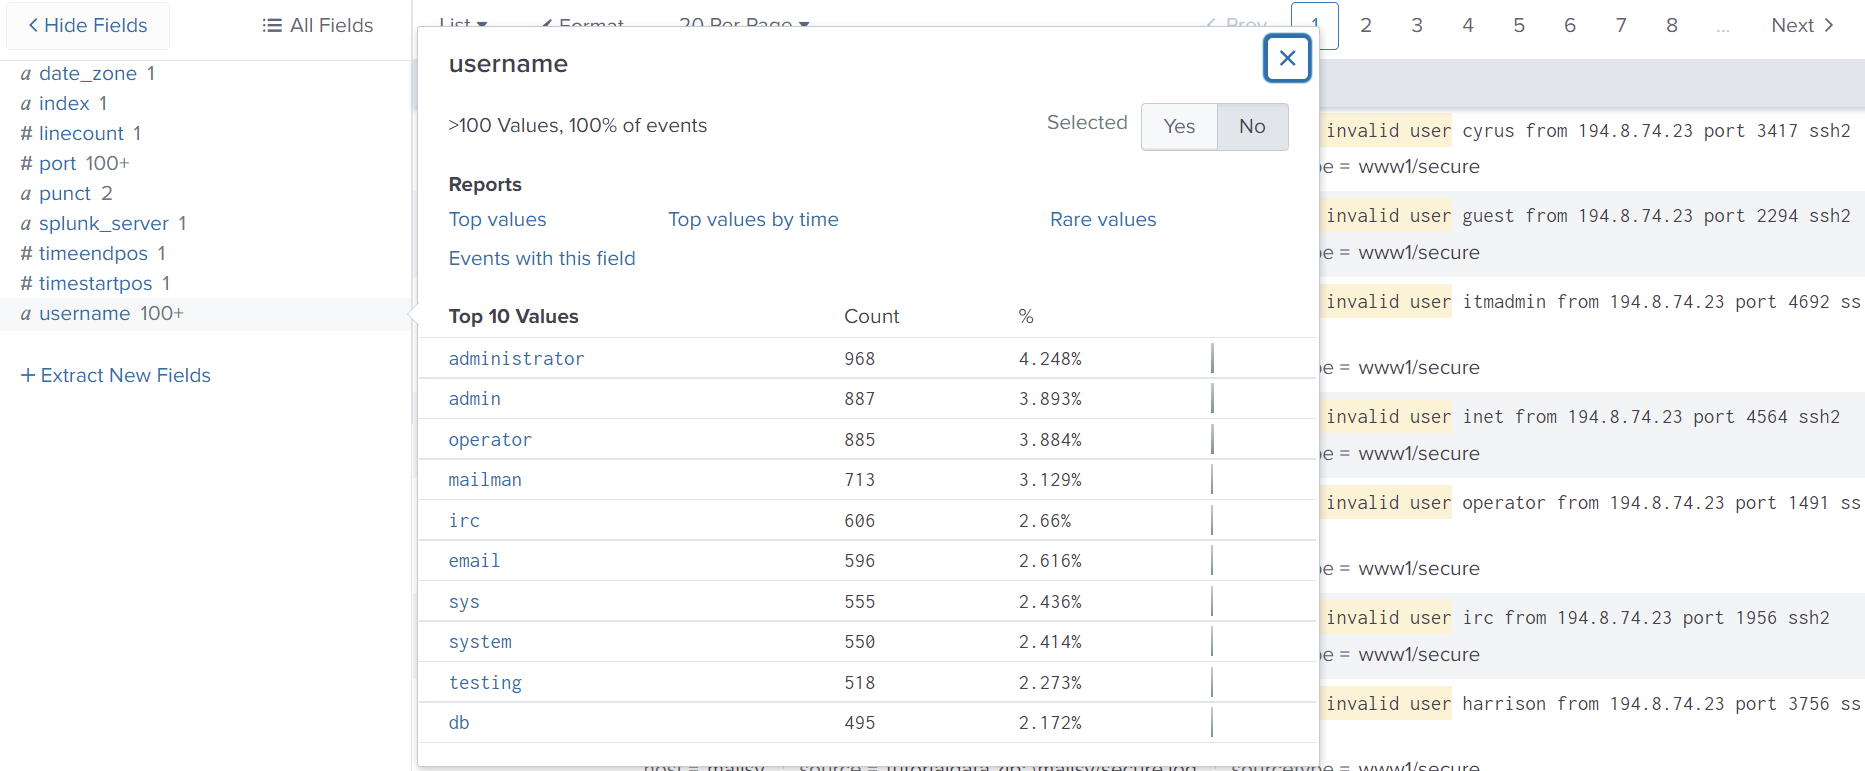 Hide Fields
All Fields
a date_zone 1
a index 1
# linecount 1
# port 100+
a punct 2
a splunk_server 1
# timeendpos 1
# timestartpos 1
a username 100+
+ Extract New Fields
List Format 20 Per Page
Prev 1 2 3 4 5 6 7 8 ... Next
username
>100 Values, 100% of events
Selected Yes No
Reports
Top values Top values by time Rare values
Events with this field
Top 10 Values Count %
administrator 968 4.248%
admin 887 3.893%
operator 885 3.884%
mailman 713 3.129%
irc 606 2.66%
email 596 2.616%
sys 555 2.436%
system 550 2.414%
testing 518 2.273%
db 495 2.172%
invalid user cyrus from 194.8.74.23 port 3417 ssh2
= www1/secure
invalid user guest from 194.8.74.23 port 2294 ssh2
= www1/secure
invalid user itmadmin from 194.8.74.23 port 4692 ss
= www1/secure
invalid user inet from 194.8.74.23 port 4564 ssh2
= www1/secure
invalid user operator from 194.8.74.23 port 1491 ss
= www1/secure
invalid user irc from 194.8.74.23 port 1956 ssh2
= www1/secure
invalid user harrison from 194.8.74.23 port 3756 ss
host = mailsv source = tutorialdata.zip:./mailsv/secure.log sourcetype = www1/secure